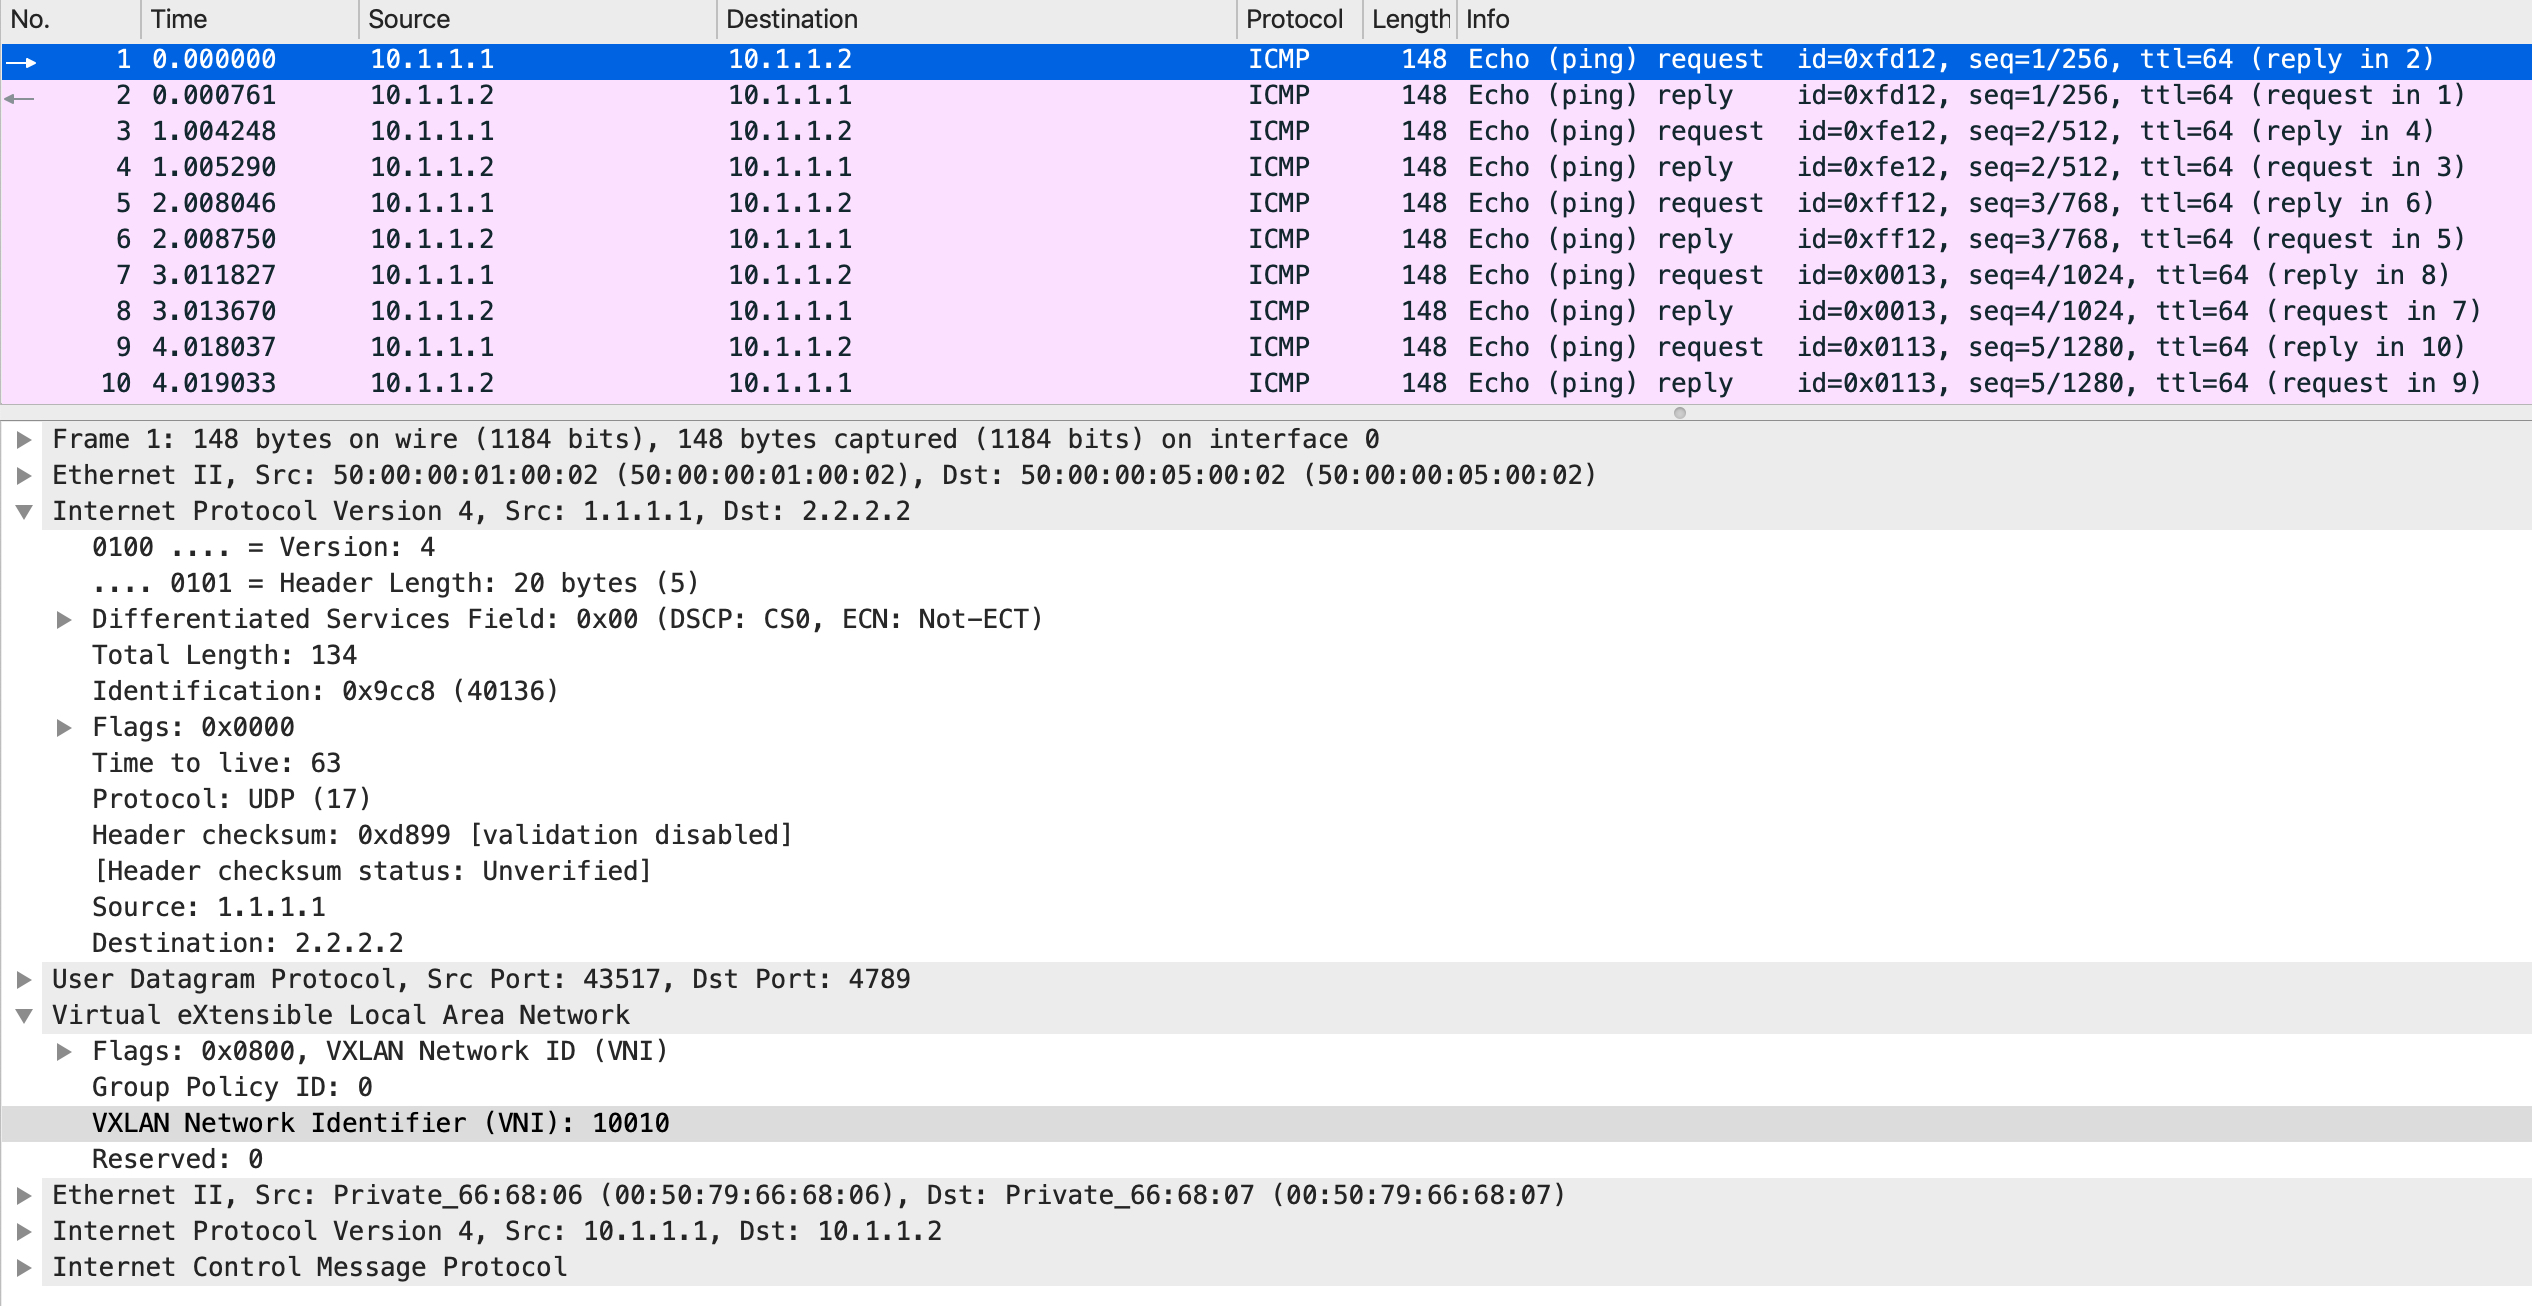 No. Time Source Destination Protocol Length Info
1 0.000000 10.1.1.1 10.1.1.2 ICMP 148 Echo (ping) request id=0xfd12, seq=1/256, ttl=64 (reply in 2)
2 0.000761 10.1.1.2 10.1.1.1 ICMP 148 Echo (ping) reply id=0xfd12, seq=1/256, ttl=64 (request in 1)
3 1.004248 10.1.1.1 10.1.1.2 ICMP 148 Echo (ping) request id=0xfe12, seq=2/512, ttl=64 (reply in 4)
4 1.005290 10.1.1.2 10.1.1.1 ICMP 148 Echo (ping) reply id=0xfe12, seq=2/512, ttl=64 (request in 3)
5 2.008046 10.1.1.1 10.1.1.2 ICMP 148 Echo (ping) request id=0xff12, seq=3/768, ttl=64 (reply in 6)
6 2.008750 10.1.1.2 10.1.1.1 ICMP 148 Echo (ping) reply id=0xff12, seq=3/768, ttl=64 (request in 5)
7 3.011827 10.1.1.1 10.1.1.2 ICMP 148 Echo (ping) request id=0x0013, seq=4/1024, ttl=64 (reply in 8)
8 3.013670 10.1.1.2 10.1.1.1 ICMP 148 Echo (ping) reply id=0x0013, seq=4/1024, ttl=64 (request in 7)
9 4.018037 10.1.1.1 10.1.1.2 ICMP 148 Echo (ping) request id=0x0113, seq=5/1280, ttl=64 (reply in 10)
10 4.019033 10.1.1.2 10.1.1.1 ICMP 148 Echo (ping) reply id=0x0113, seq=5/1280, ttl=64 (request in 9)
Frame 1: 148 bytes on wire (1184 bits), 148 bytes captured (1184 bits) on interface 0
Ethernet II, Src: 50:00:00:01:00:02 (50:00:00:01:00:02), Dst: 50:00:00:05:00:02 (50:00:00:05:00:02)
Internet Protocol Version 4, Src: 1.1.1.1, Dst: 2.2.2.2
0100 .... = Version: 4
.... 0101 = Header Length: 20 bytes (5)
Differentiated Services Field: 0x00 (DSCP: CS0, ECN: Not-ECT)
Total Length: 134
Identification: 0x9cc8 (40136)
Flags: 0x0000
Time to live: 63
Protocol: UDP (17)
Header checksum: 0xd899 [validation disabled]
[Header checksum status: Unverified]
Source: 1.1.1.1
Destination: 2.2.2.2
User Datagram Protocol, Src Port: 43517, Dst Port: 4789
Virtual eXtensible Local Area Network
Flags: 0x0800, VXLAN Network ID (VNI)
Group Policy ID: 0
VXLAN Network Identifier (VNI): 10010
Reserved: 0
Ethernet II, Src: Private_66:68:06 (00:50:79:66:68:06), Dst: Private_66:68:07 (00:50:79:66:68:07)
Internet Protocol Version 4, Src: 10.1.1.1, Dst: 10.1.1.2
Internet Control Message Protocol